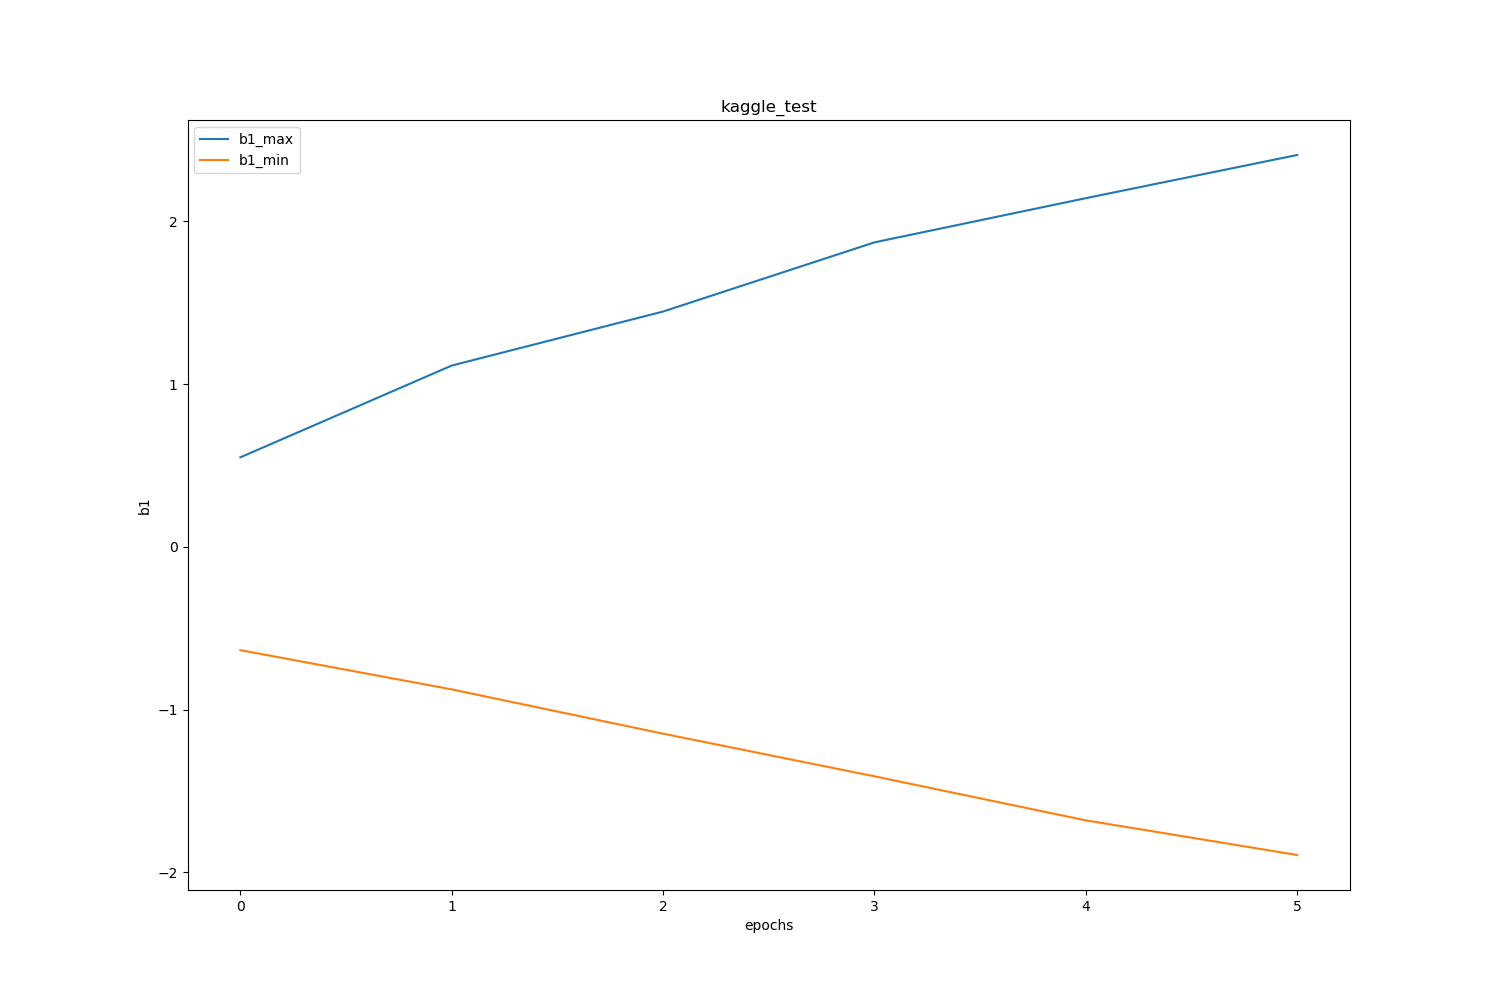 kaggle_test
b1_max
b1_min
2
1
0
−1
−2
b1
0 1 2 3 4 5
epochs